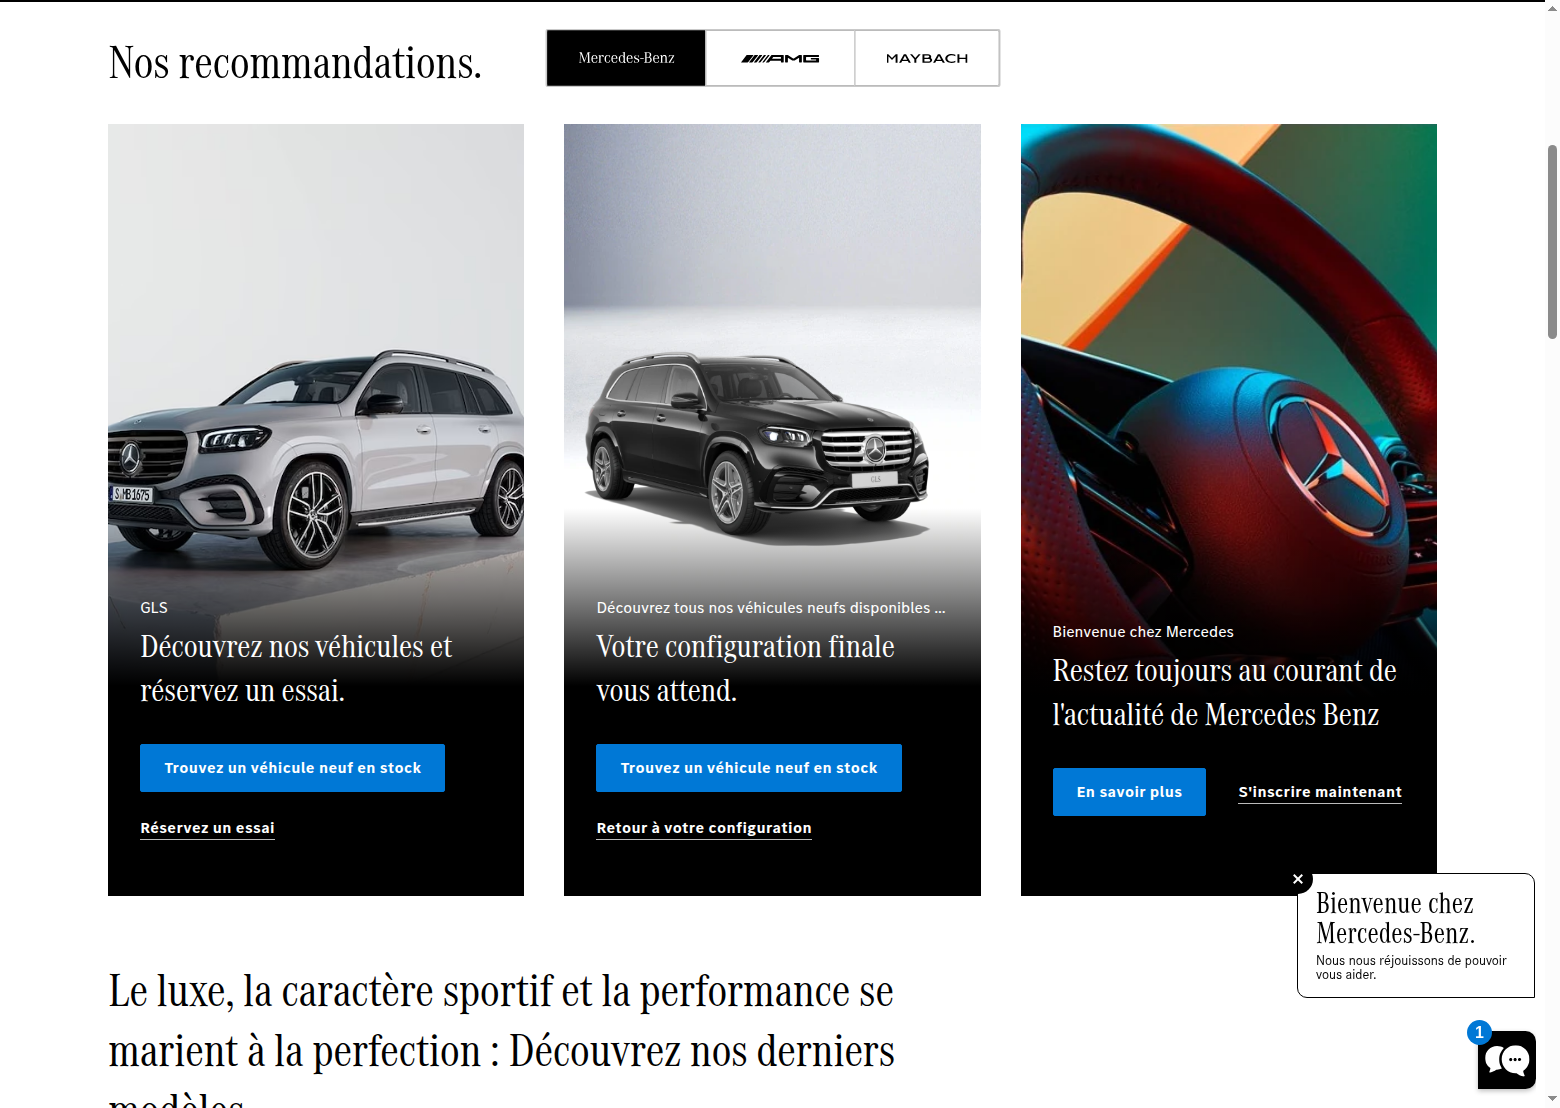 Nos recommandations.
Mercedes-Benz
AMG
MAYBACH
S MB 1675
GLS
Découvrez nos véhicules et
réservez un essai.
Trouvez un véhicule neuf en stock
Réservez un essai
GLS
Découvrez tous nos véhicules neufs disponibles ...
Votre configuration finale
vous attend.
Trouvez un véhicule neuf en stock
Retour à votre configuration
Bienvenue chez Mercedes
Restez toujours au courant de
l'actualité de Mercedes Benz
En savoir plus
S'inscrire maintenant
Bienvenue chez
Mercedes-Benz.
Nous nous réjouissons de pouvoir
vous aider.
Le luxe, la caractère sportif et la performance se
marient à la perfection : Découvrez nos derniers
modèles
1